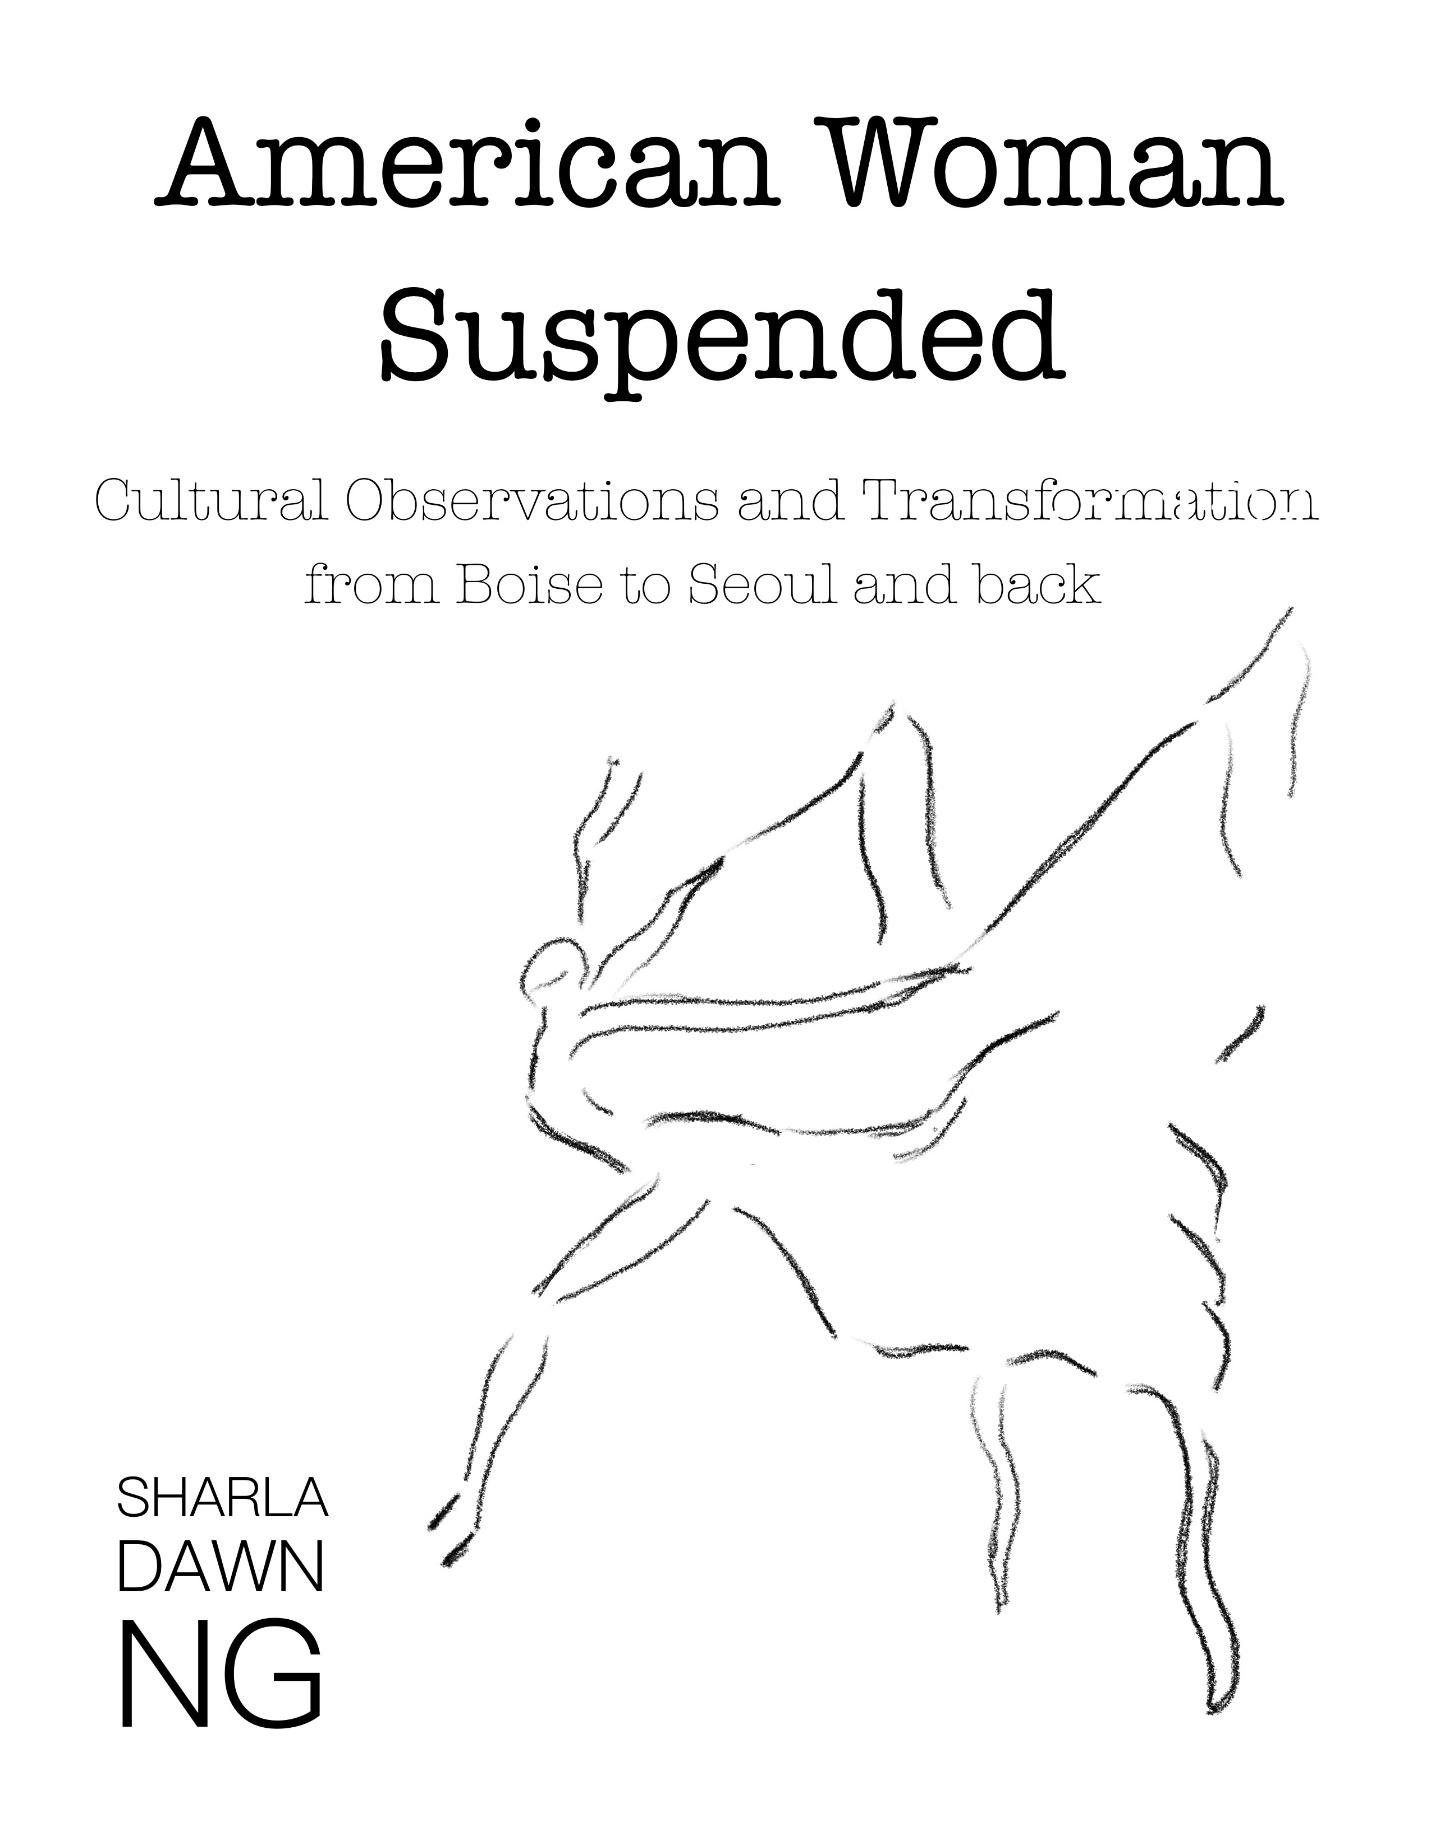 American Woman
Suspended
Cultural Observations and Transformation
from Boise to Seoul and back
SHARLA
DAWN
NG